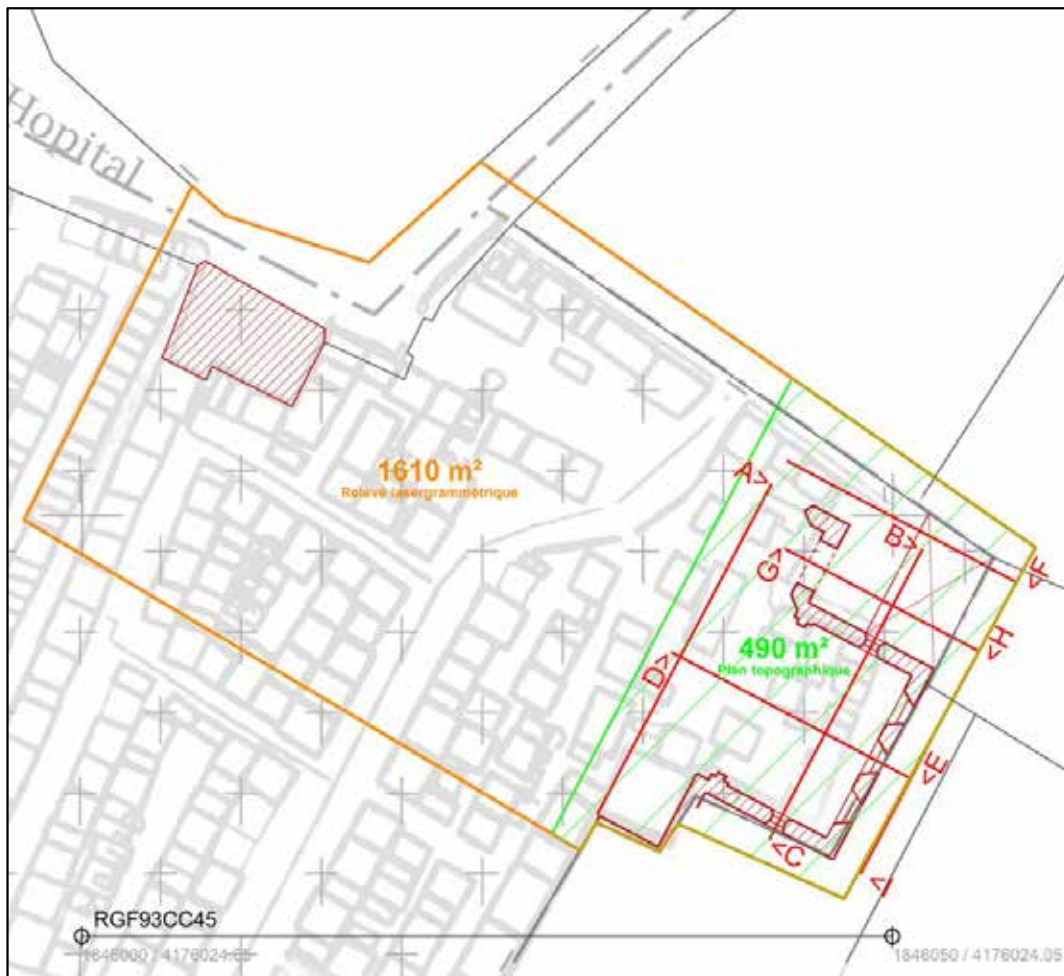 Hopital
1610 m²
Relevé lasergrammétrique
A>
B>
<F
G>
490 m²
Plan topographique
<H
D>
<E
<C
<I
RGF93CC45
1846000 / 4176024.05
1846050 / 4176024.05